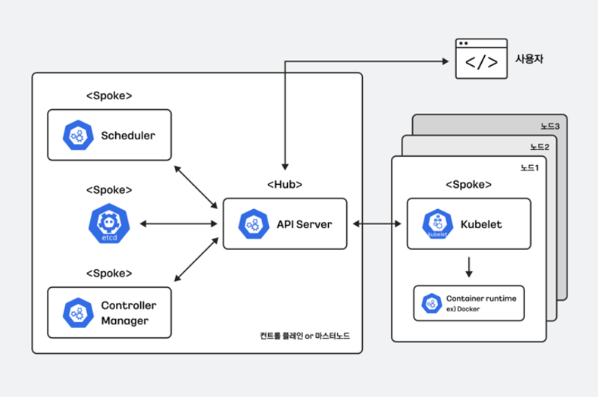 </>
사용자
<Spoke>
Scheduler
<Spoke>
etcd
<Spoke>
Controller
Manager
<Hub>
API Server
컨트롤 플레인 or 마스터노드
노드3
노드2
노드1
<Spoke>
kubelet
Kubelet
Container runtime
ex) Docker